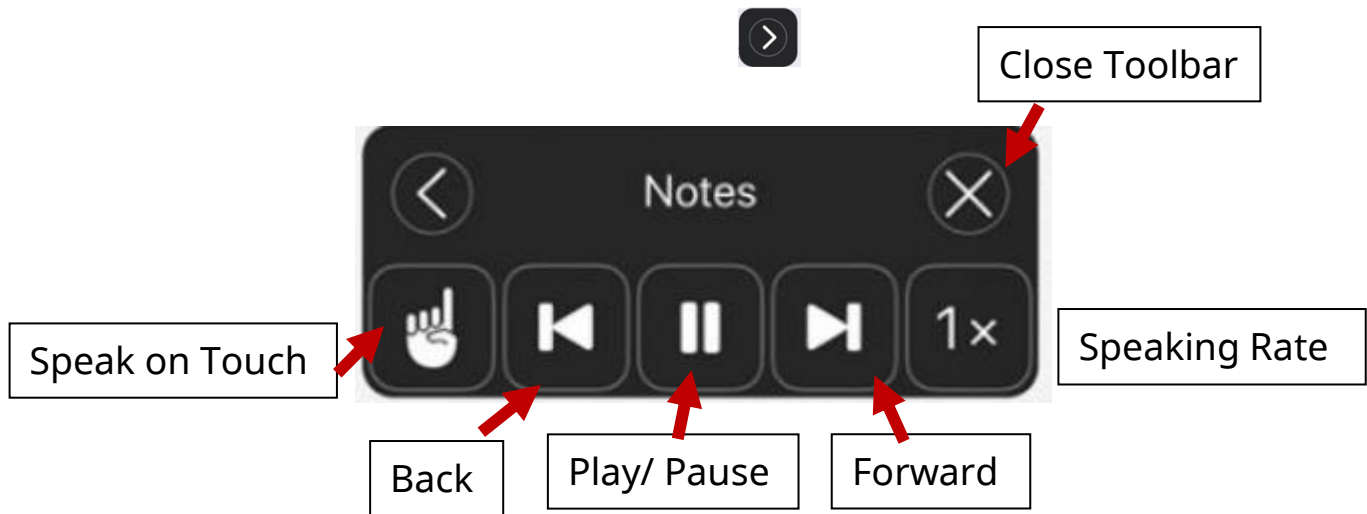 Close Toolbar
Notes
1×
Speak on Touch
Speaking Rate
Back
Play/ Pause
Forward